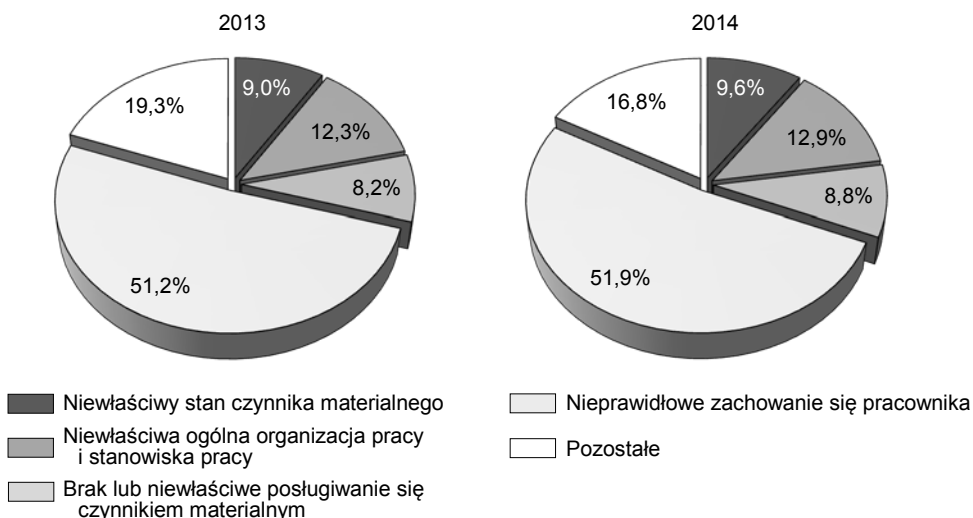 2013
9,0%
12,3%
8,2%
51,2%
19,3%
2014
9,6%
12,9%
8,8%
51,9%
16,8%
Niewłaściwy stan czynnika materialnego
Niewłaściwa ogólna organizacja pracy
i stanowiska pracy
Brak lub niewłaściwe posługiwanie się
czynnikiem materialnym
Nieprawidłowe zachowanie się pracownika
Pozostałe